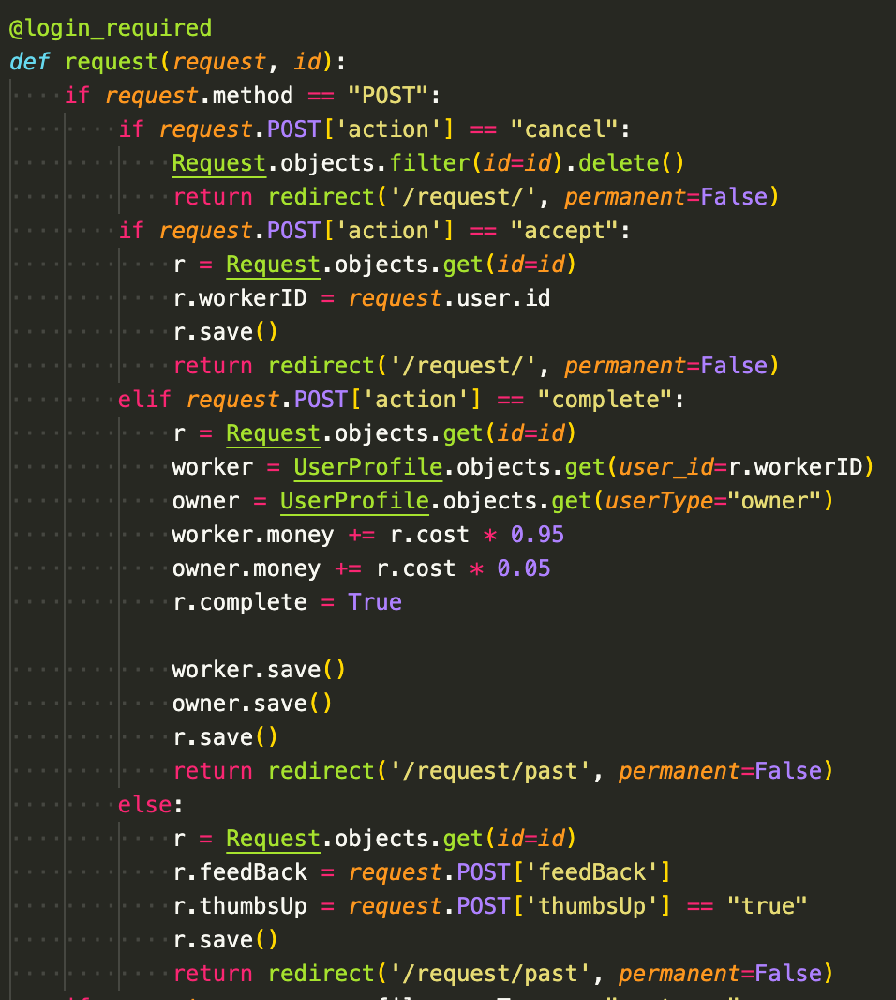 @login_required
def request(request, id):
    if request.method == "POST":
        if request.POST['action'] == "cancel":
            Request.objects.filter(id=id).delete()
            return redirect('/request/', permanent=False)
        if request.POST['action'] == "accept":
            r = Request.objects.get(id=id)
            r.workerID = request.user.id
            r.save()
            return redirect('/request/', permanent=False)
        elif request.POST['action'] == "complete":
            r = Request.objects.get(id=id)
            worker = UserProfile.objects.get(user_id=r.workerID)
            owner = UserProfile.objects.get(userType="owner")
            worker.money += r.cost * 0.95
            owner.money += r.cost * 0.05
            r.complete = True

            worker.save()
            owner.save()
            r.save()
            return redirect('/request/past', permanent=False)
        else:
            r = Request.objects.get(id=id)
            r.feedBack = request.POST['feedBack']
            r.thumbsUp = request.POST['thumbsUp'] == "true"
            r.save()
            return redirect('/request/past', permanent=False)